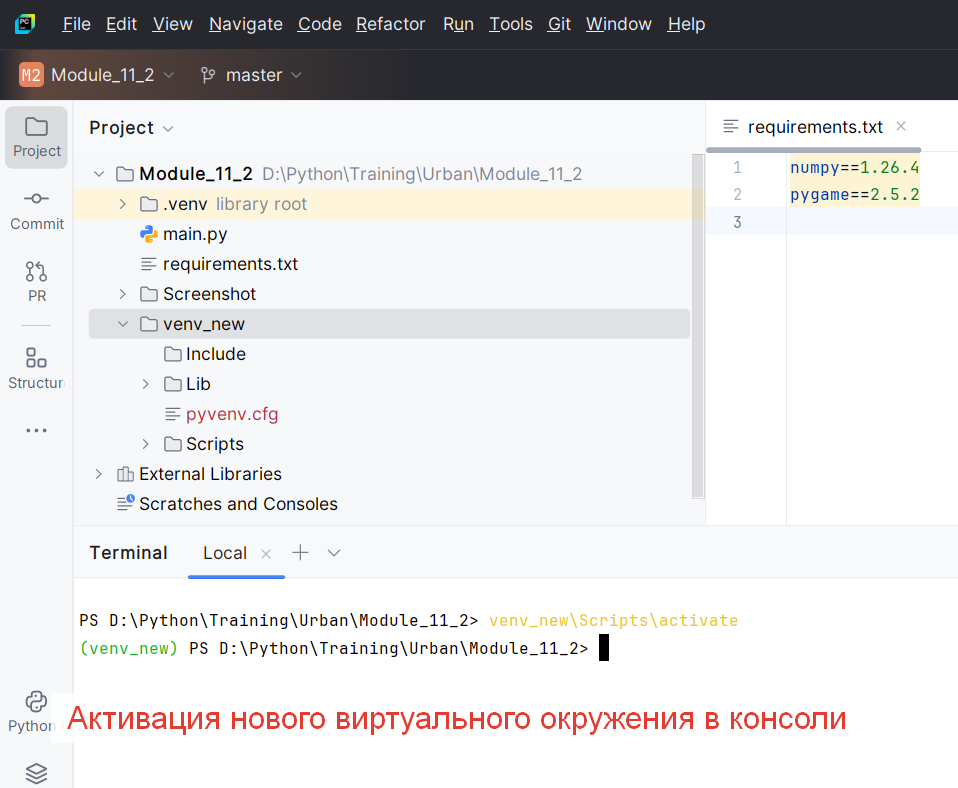 PC
File Edit View Navigate Code Refactor Run Tools Git Window Help
M2 Module_11_2 master
Project
Commit
PR
Structur
Python
Project
Module_11_2 D:\Python\Training\Urban\Module_11_2
.venv library root
main.py
requirements.txt
Screenshot
venv_new
Include
Lib
pyvenv.cfg
Scripts
External Libraries
Scratches and Consoles
requirements.txt
1 numpy==1.26.4
2 pygame==2.5.2
3
Terminal Local
PS D:\Python\Training\Urban\Module_11_2> venv_new\Scripts\activate
(venv_new) PS D:\Python\Training\Urban\Module_11_2>
Активация нового виртуального окружения в консоли